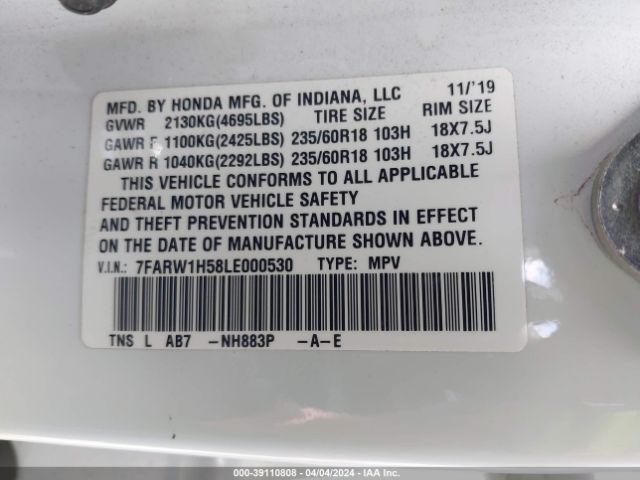 MFD. BY HONDA MFG. OF INDIANA, LLC 11/'19
GVWR 2130KG(4695LBS) TIRE SIZE RIM SIZE
GAWR F 1100KG(2425LBS) 235/60R18 103H 18X7.5J
GAWR R 1040KG(2292LBS) 235/60R18 103H 18X7.5J
THIS VEHICLE CONFORMS TO ALL APPLICABLE
FEDERAL MOTOR VEHICLE SAFETY
AND THEFT PREVENTION STANDARDS IN EFFECT
ON THE DATE OF MANUFACTURE SHOWN ABOVE.
V.I.N.: 7FARW1H58LE000530 TYPE: MPV
TNS L AB7 -NH883P -A-E
000-39110808 - 04/04/2024 - IAA Inc.